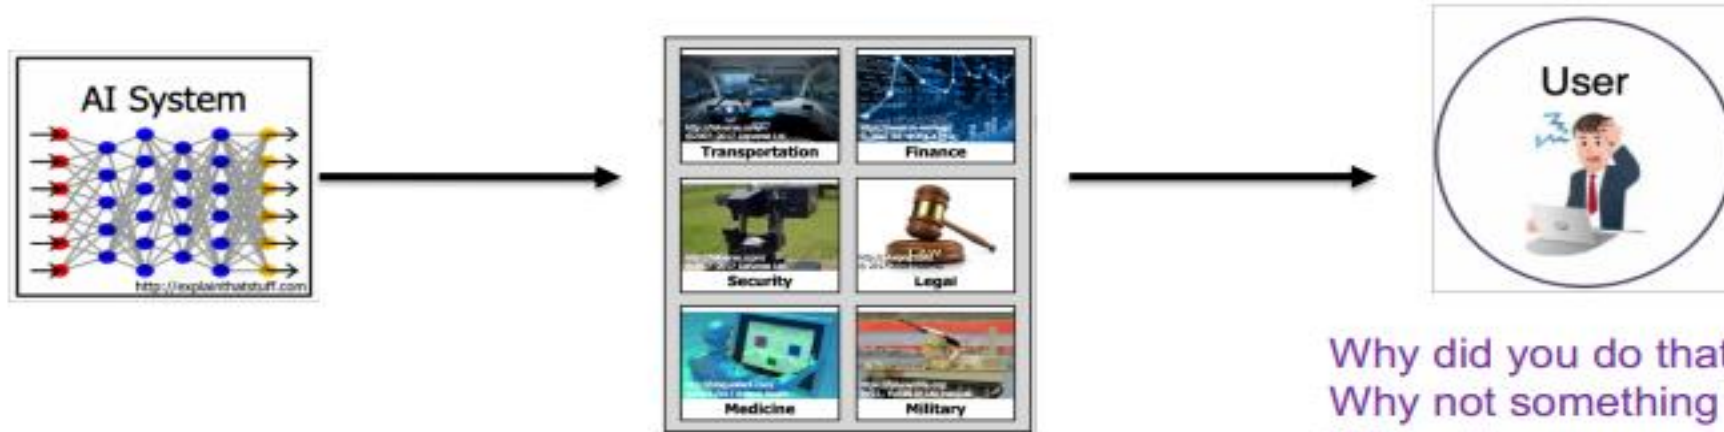 AI System
http://explainthatstuff.com
Transportation
Finance
Security
Legal
Medicine
Military
User
Why did you do that
Why not something